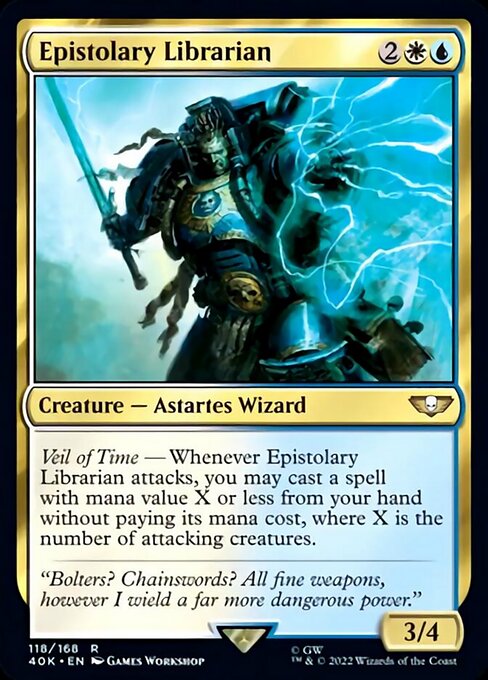 Epistolary Librarian 2
Creature — Astartes Wizard
Veil of Time — Whenever Epistolary
Librarian attacks, you may cast a spell
with mana value X or less from your hand
without paying its mana cost, where X is the
number of attacking creatures.
“Bolters? Chainswords? All fine weapons,
however I wield a far more dangerous power.”
3/4
118/168 R
40K • EN Games Workshop
© GW
™ & © 2022 Wizards of the Coast